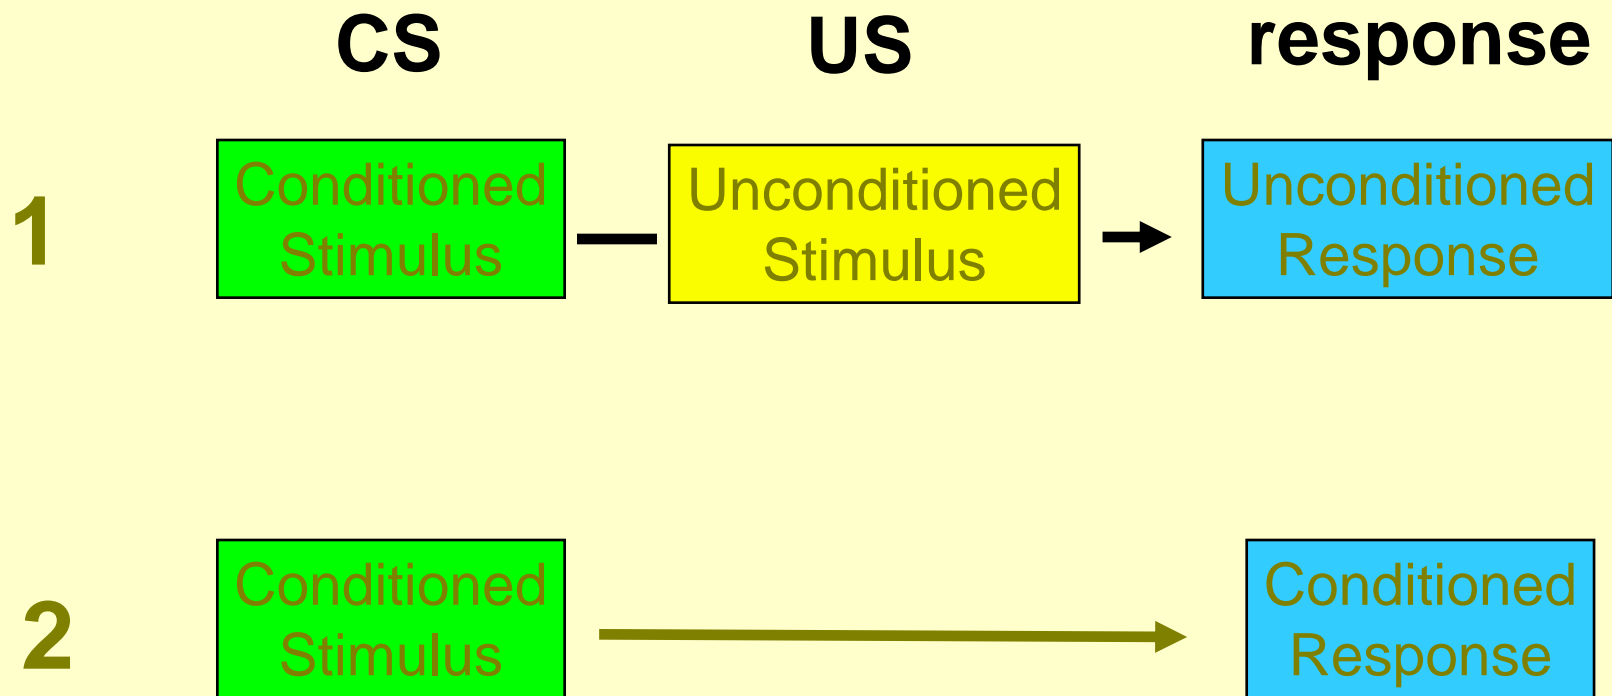 CS US response
1
Conditioned
Stimulus
Unconditioned
Stimulus
Unconditioned
Response
2
Conditioned
Stimulus
Conditioned
Response